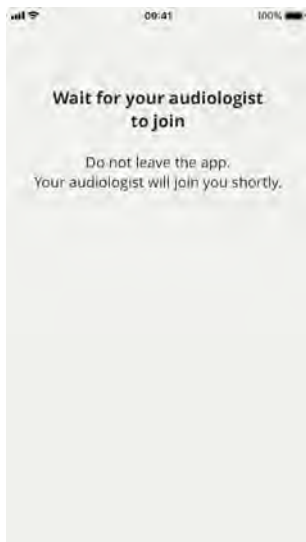 09:41 100%
Wait for your audiologist
to join
Do not leave the app.
Your audiologist will join you shortly.